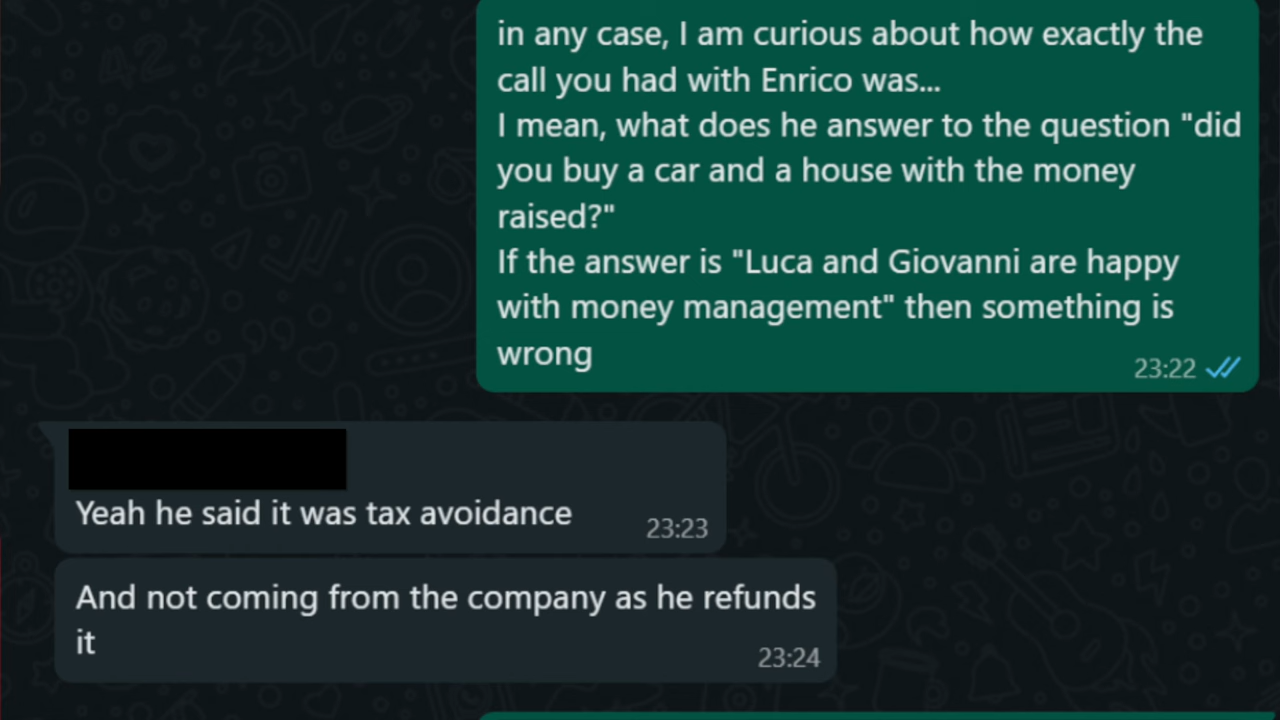 in any case, I am curious about how exactly the
call you had with Enrico was...
I mean, what does he answer to the question "did
you buy a car and a house with the money
raised?"
If the answer is "Luca and Giovanni are happy
with money management" then something is
wrong
23:22
Yeah he said it was tax avoidance
23:23
And not coming from the company as he refunds
it
23:24